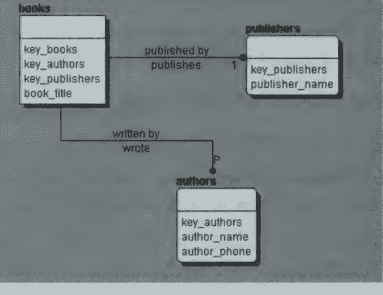 books
key_books
key_authors
key_publishers
book_title
published by
publishes
1
publishers
key_publishers
publisher_name
written by
wrote
P
authors
key_authors
author_name
author_phone